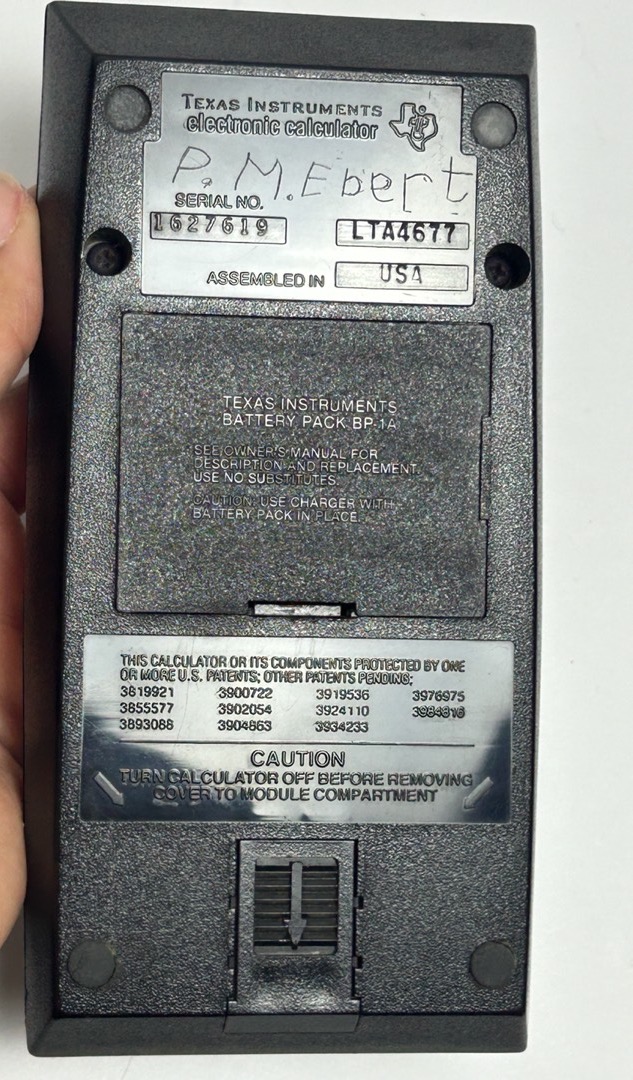 TEXAS INSTRUMENTS
electronic calculator
P. M. Ebert
SERIAL NO.
1627619 LTA4677
ASSEMBLED IN USA
TEXAS INSTRUMENTS
BATTERY PACK BP-1A
SEE OWNER'S MANUAL FOR
DESCRIPTION AND REPLACEMENT.
USE NO SUBSTITUTES.
CAUTION: USE CHARGER WITH
BATTERY PACK IN PLACE.
THIS CALCULATOR OR ITS COMPONENTS PROTECTED BY ONE
OR MORE U.S. PATENTS; OTHER PATENTS PENDING;
3819921 3900722 3919536 3976975
3855577 3902054 3924110 3984816
3893088 3904863 3934233
CAUTION
TURN CALCULATOR OFF BEFORE REMOVING
COVER TO MODULE COMPARTMENT